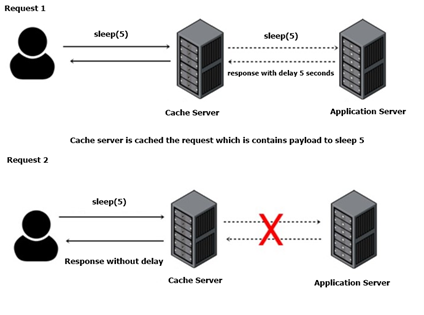 Request 1
sleep(5)
sleep(5)
response with delay 5 seconds
Cache Server
Application Server
Cache server is cached the request which is contains payload to sleep 5
Request 2
sleep(5)
X
Response without delay
Cache Server
Application Server